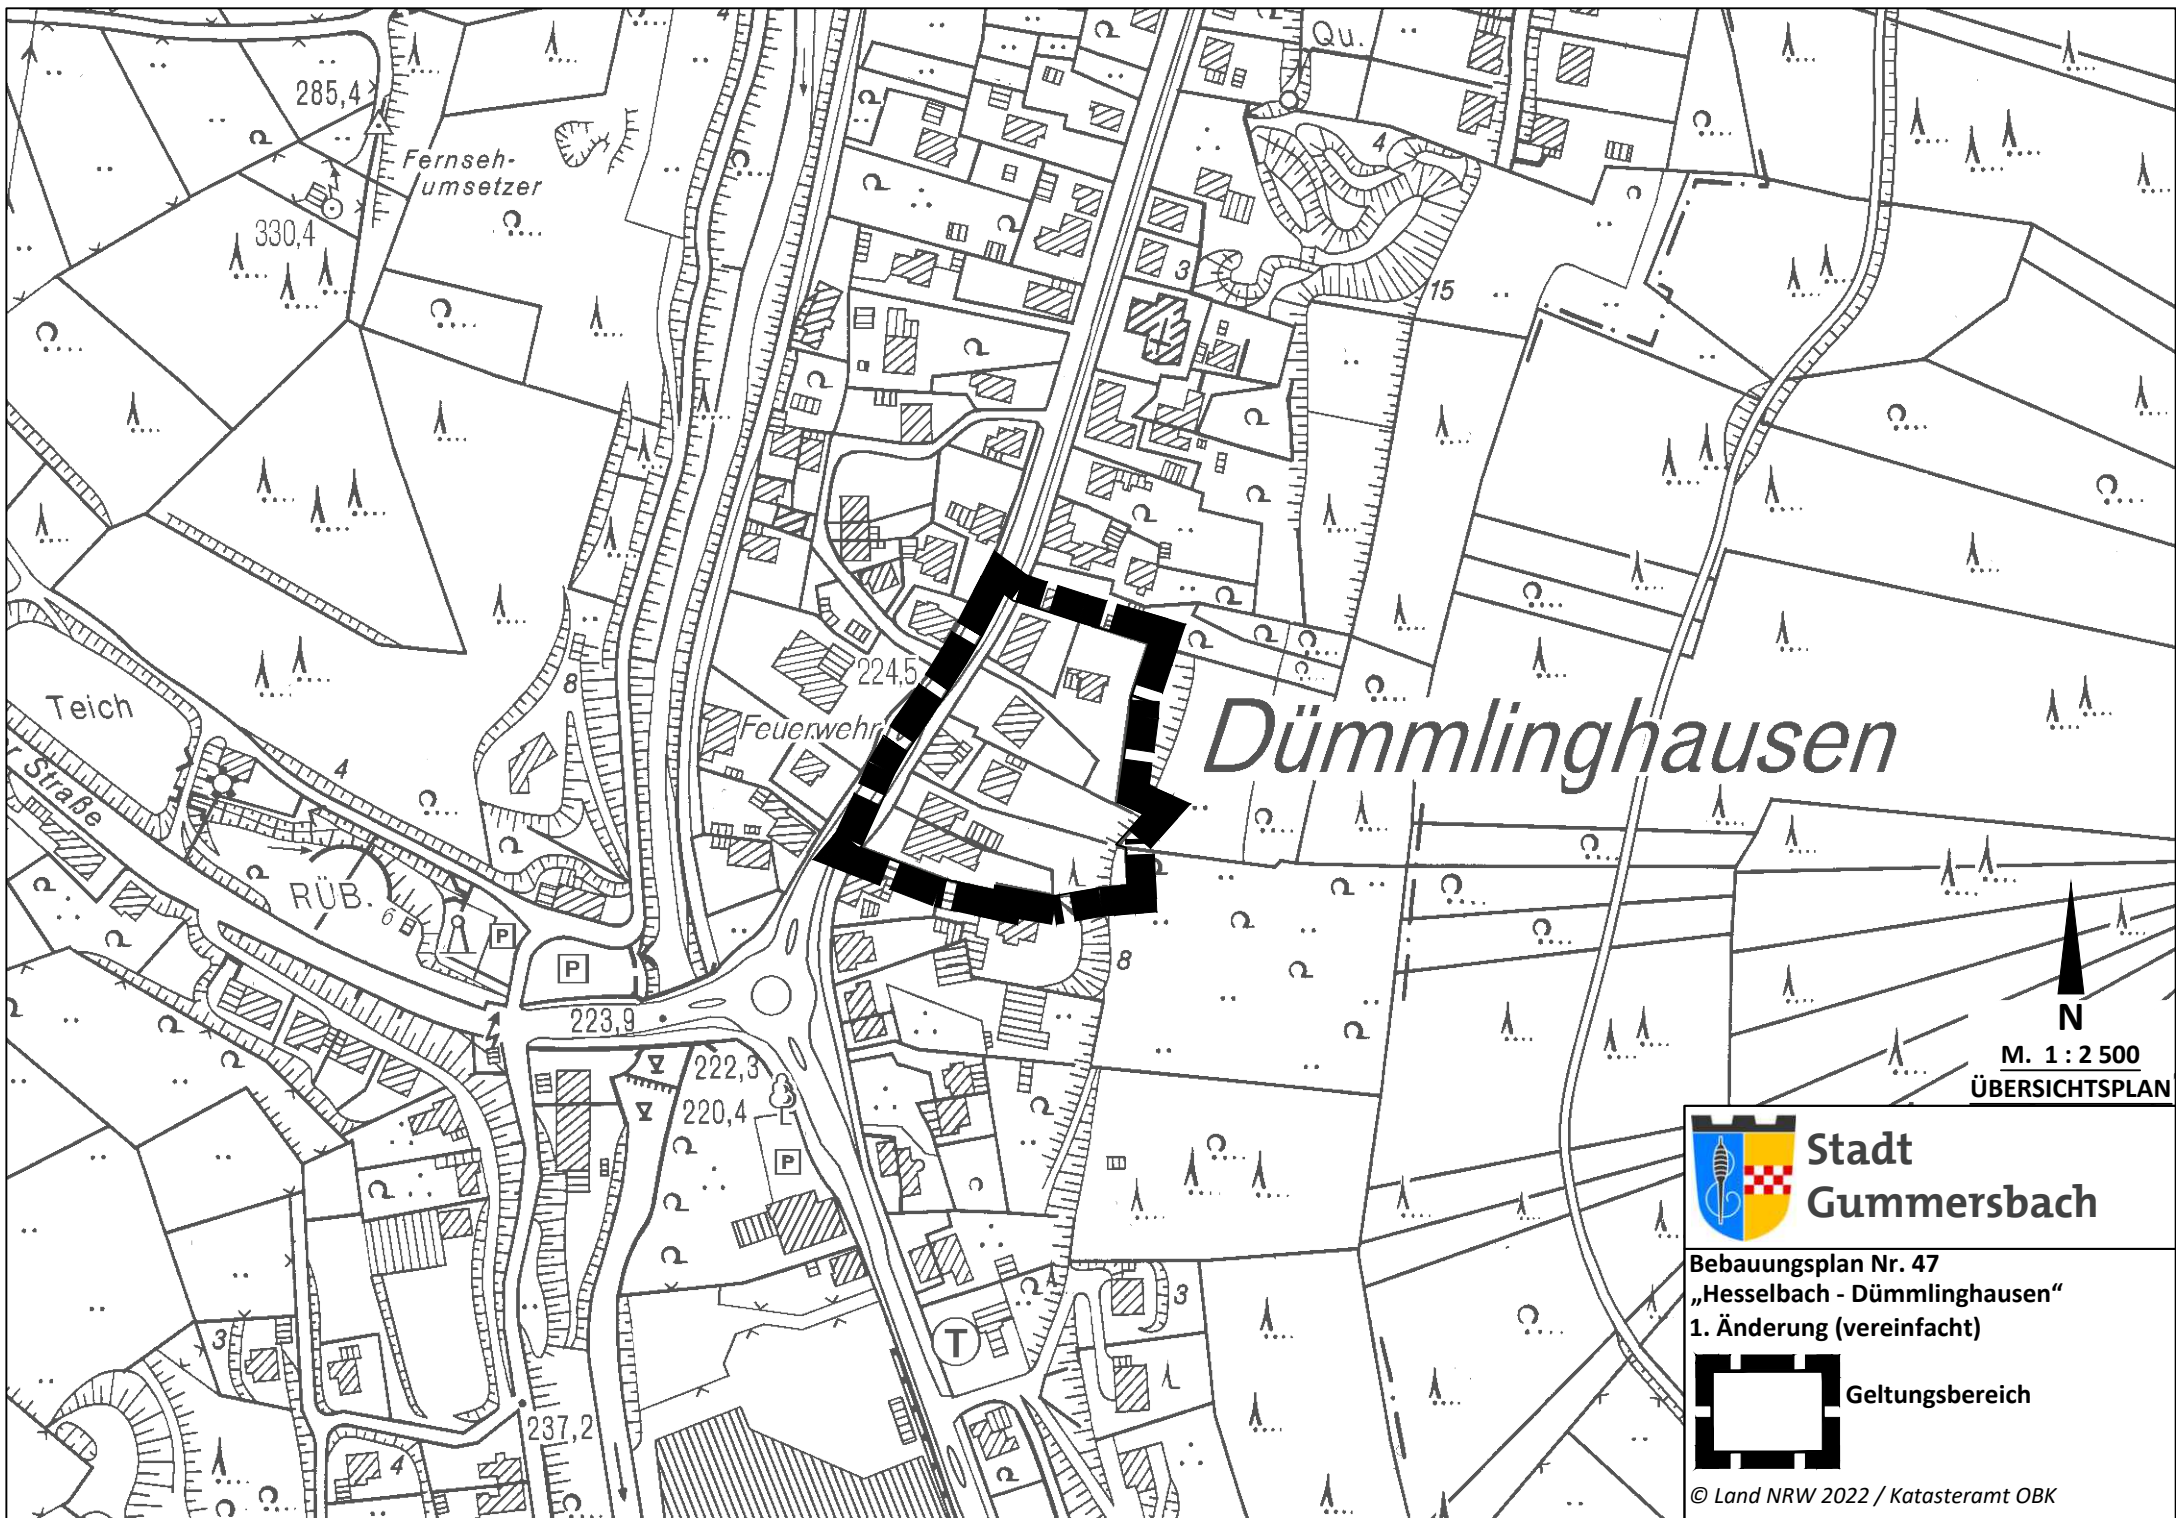 4
Qu.
285,4
4
Fernseh-
umsetzer
330,4
3
15
224,5
8
Teich
Feuerwehr
Dümmlinghausen
r Straße
4
RÜB.
6
P
P
8
223,9
222,3
220,4
P
3
T
3
237,2
4
N
M. 1 : 2 500
ÜBERSICHTSPLAN
Stadt
Gummersbach
Bebauungsplan Nr. 47
„Hesselbach - Dümmlinghausen“
1. Änderung (vereinfacht)
Geltungsbereich
© Land NRW 2022 / Katasteramt OBK